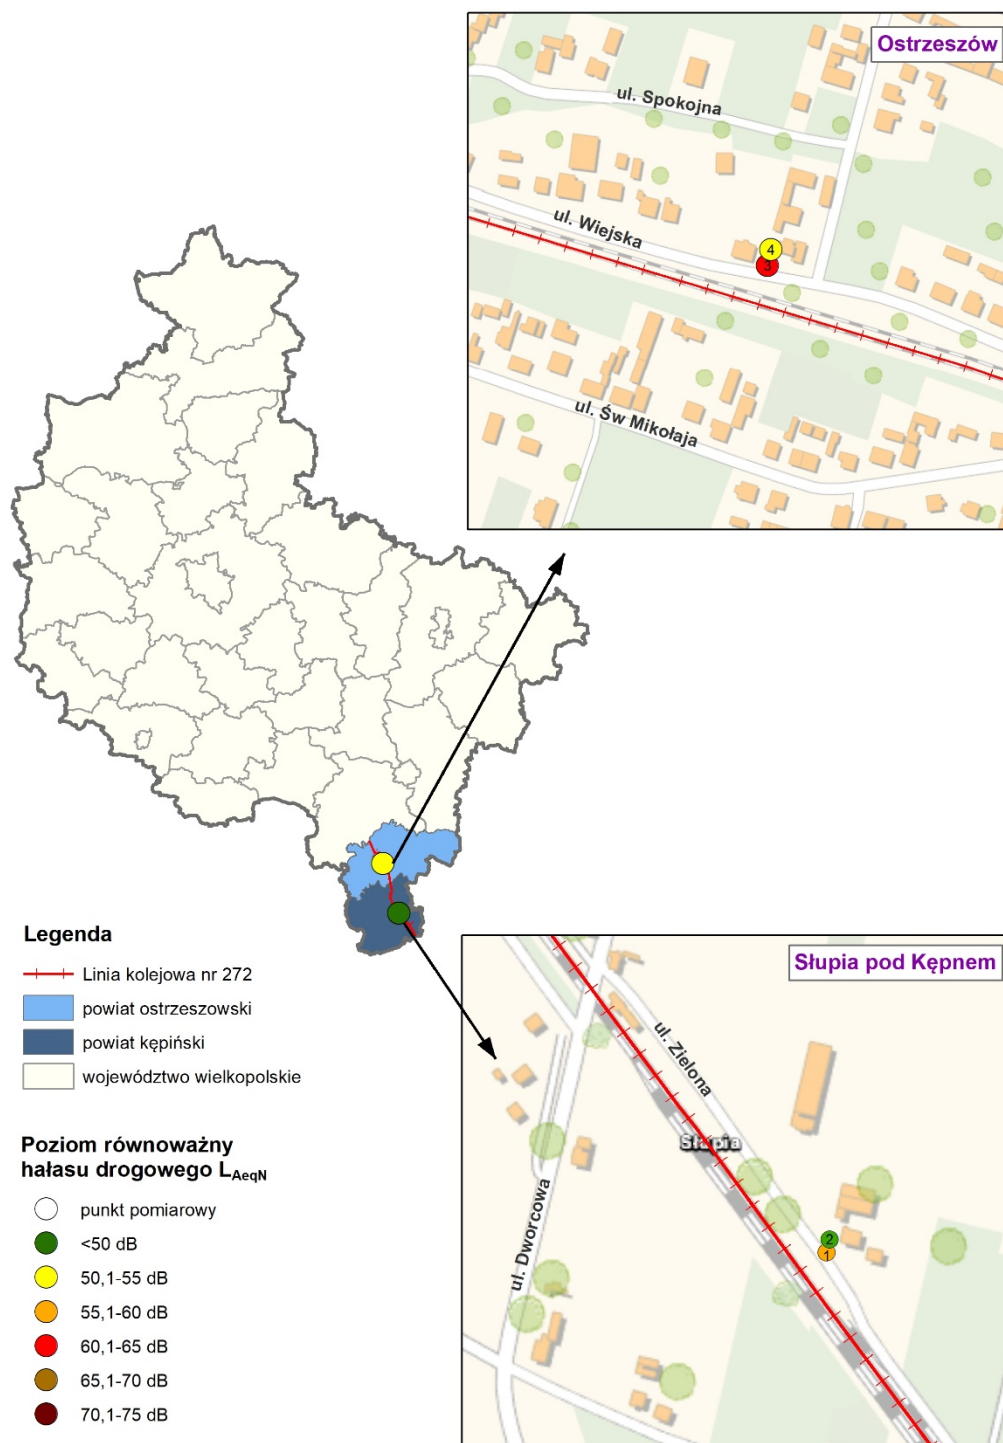 Ostrzeszów
ul. Spokojna
ul. Wiejska
4
3
ul. Św Mikołaja
Legenda
Linia kolejowa nr 272
powiat ostrzeszowski
powiat kępiński
województwo wielkopolskie
Poziom równoważny
hałasu drogowego LAeqN
punkt pomiarowy
<50 dB
50,1-55 dB
55,1-60 dB
60,1-65 dB
65,1-70 dB
70,1-75 dB
Słupia pod Kępnem
ul. Zielona
Słupia
ul. Dworcowa
2
1